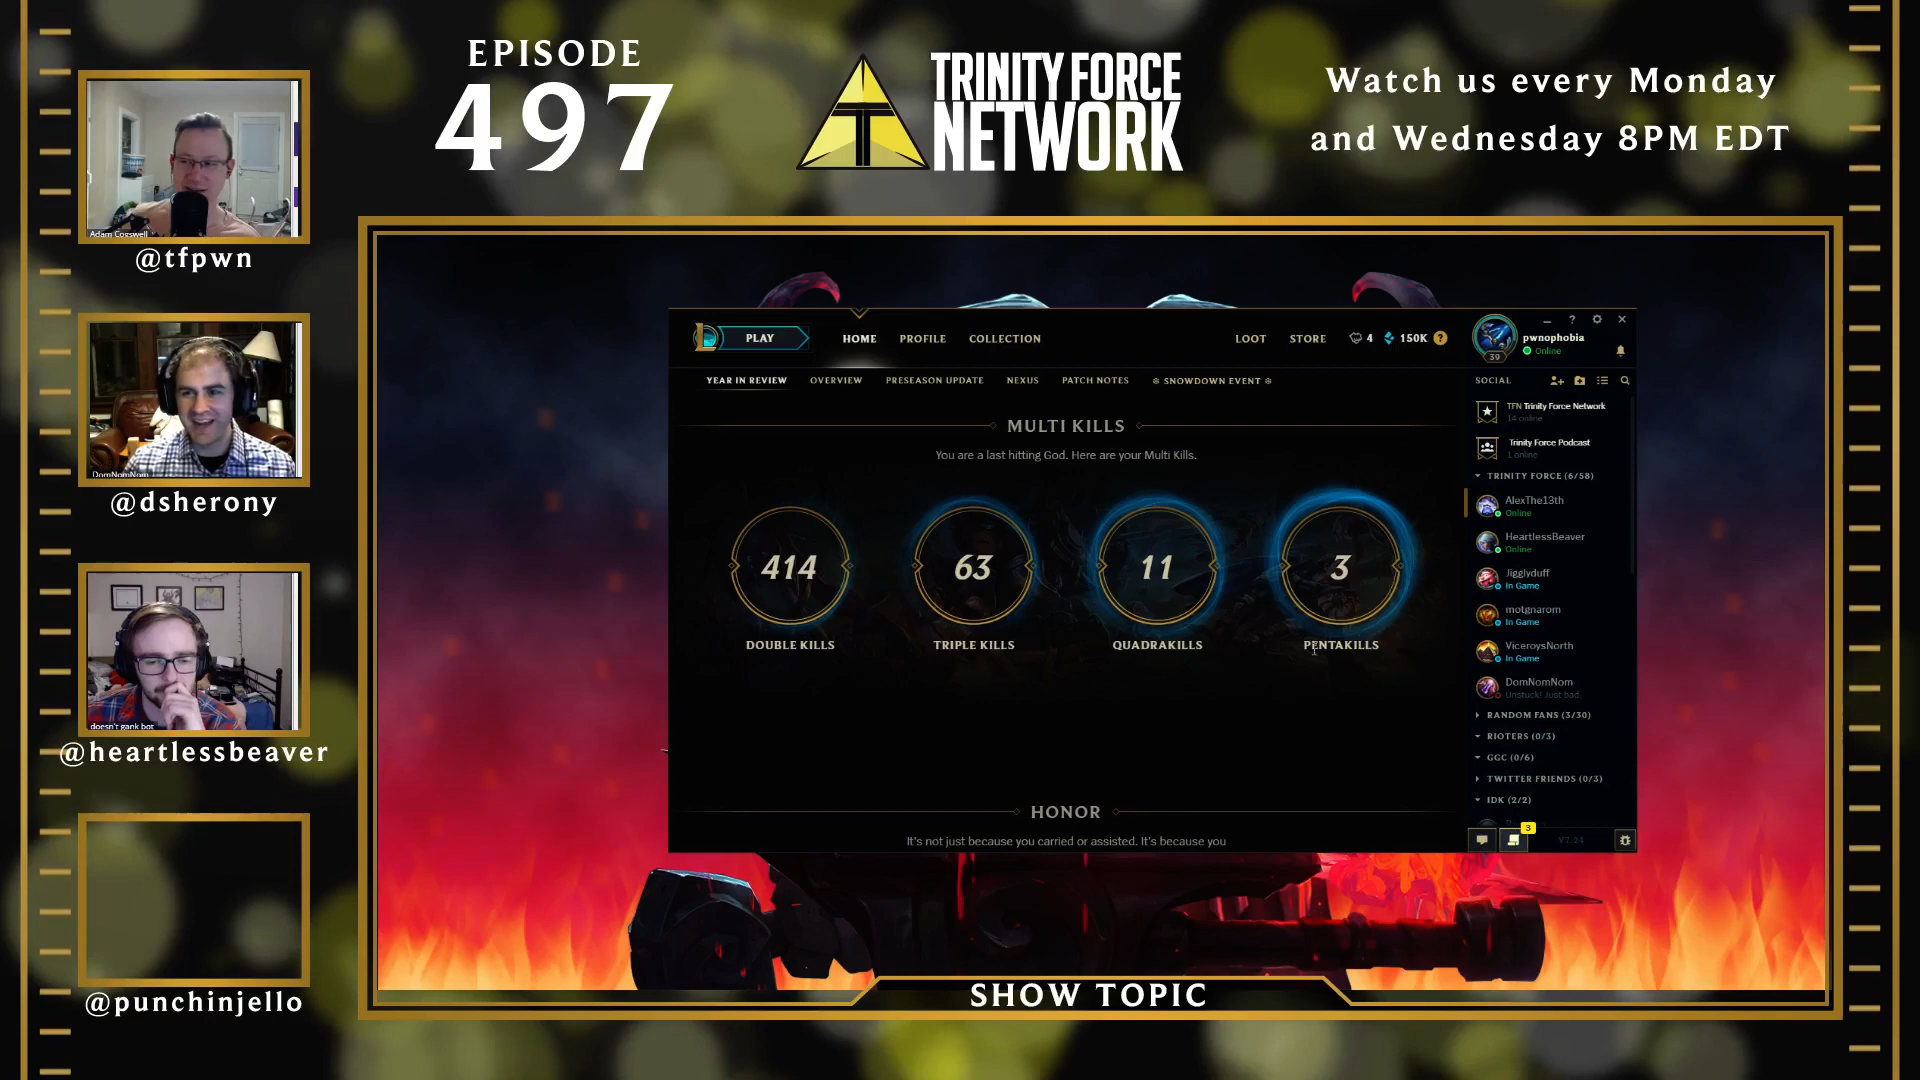 EPISODE
497
TRINITY FORCE
NETWORK
Watch us every Monday
and Wednesday 8PM EDT
Adam Cogswell
@tfpwn
DomNomNom
@dsherony
doesn't gank bot
@heartlessbeaver
@punchinjello
PLAY
HOME PROFILE COLLECTION
LOOT STORE 4 150K ?
39
pwnophobia
Online
YEAR IN REVIEW OVERVIEW PRESEASON UPDATE NEXUS PATCH NOTES SNOWDOWN EVENT
MULTI KILLS
You are a last hitting God. Here are your Multi Kills.
414 63 11 3
DOUBLE KILLS TRIPLE KILLS QUADRAKILLS PENTAKILLS
HONOR
It's not just because you carried or assisted. It's because you
SOCIAL
TFN Trinity Force Network
14 online
Trinity Force Podcast
1 online
TRINITY FORCE (6/58)
AlexThe13th
Online
HeartlessBeaver
Online
Jigglyduff
In Game
motgnarom
In Game
ViceroysNorth
In Game
DomNomNom
Unstuck! Just bad.
RANDOM FANS (3/30)
RIOTERS (0/3)
GGC (0/6)
TWITTER FRIENDS (0/3)
IDK (2/2)
3
V7.24
SHOW TOPIC